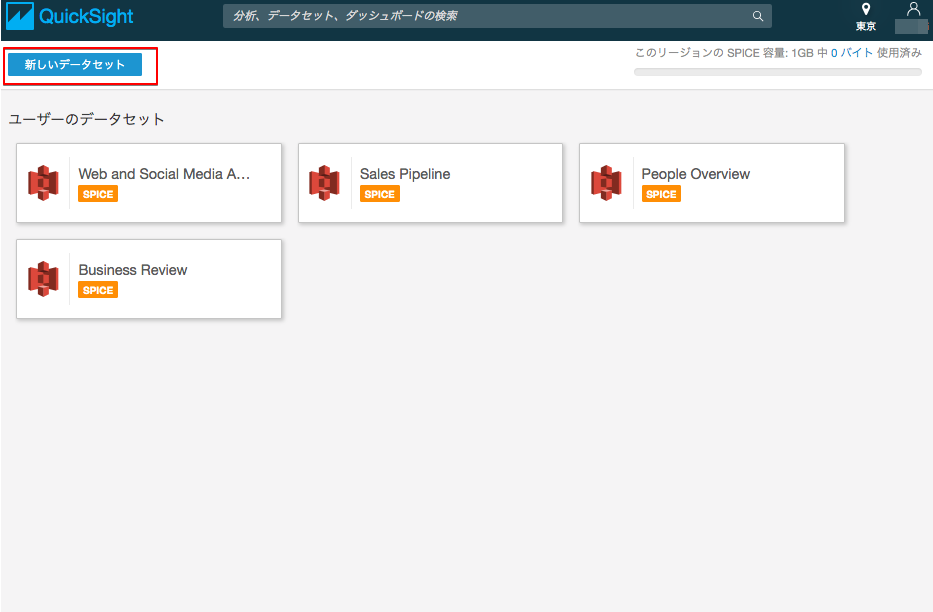 QuickSight
分析、データセット、ダッシュボードの検索
東京
新しいデータセット
このリージョンの SPICE 容量: 1GB 中 0 バイト 使用済み
ユーザーのデータセット
Web and Social Media A...
SPICE
Sales Pipeline
SPICE
People Overview
SPICE
Business Review
SPICE